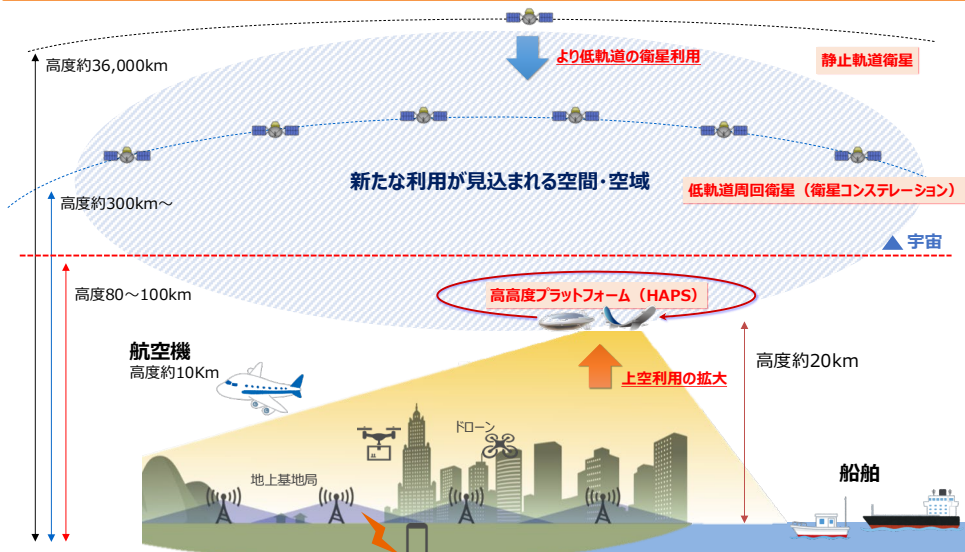 高度約36,000km
より低軌道の衛星利用
静止軌道衛星
新たな利用が見込まれる空間・空域
低軌道周回衛星（衛星コンステレーション）
高度約300km～
宇宙
高度80～100km
高高度プラットフォーム（HAPS）
航空機
高度約10Km
上空利用の拡大
高度約20km
ドローン
地上基地局
船舶